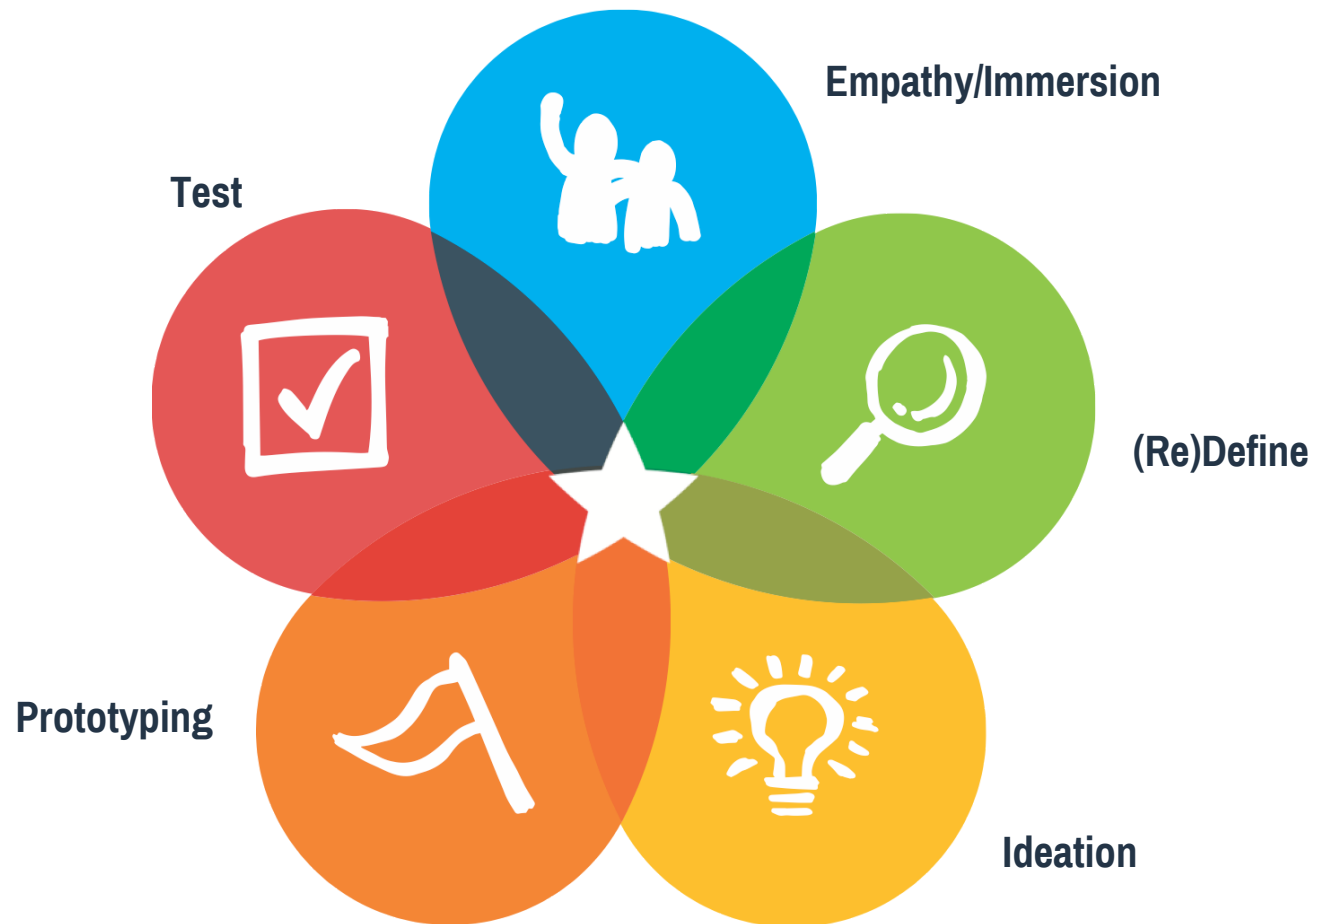 Empathy/Immersion
Test
(Re)Define
Prototyping
Ideation